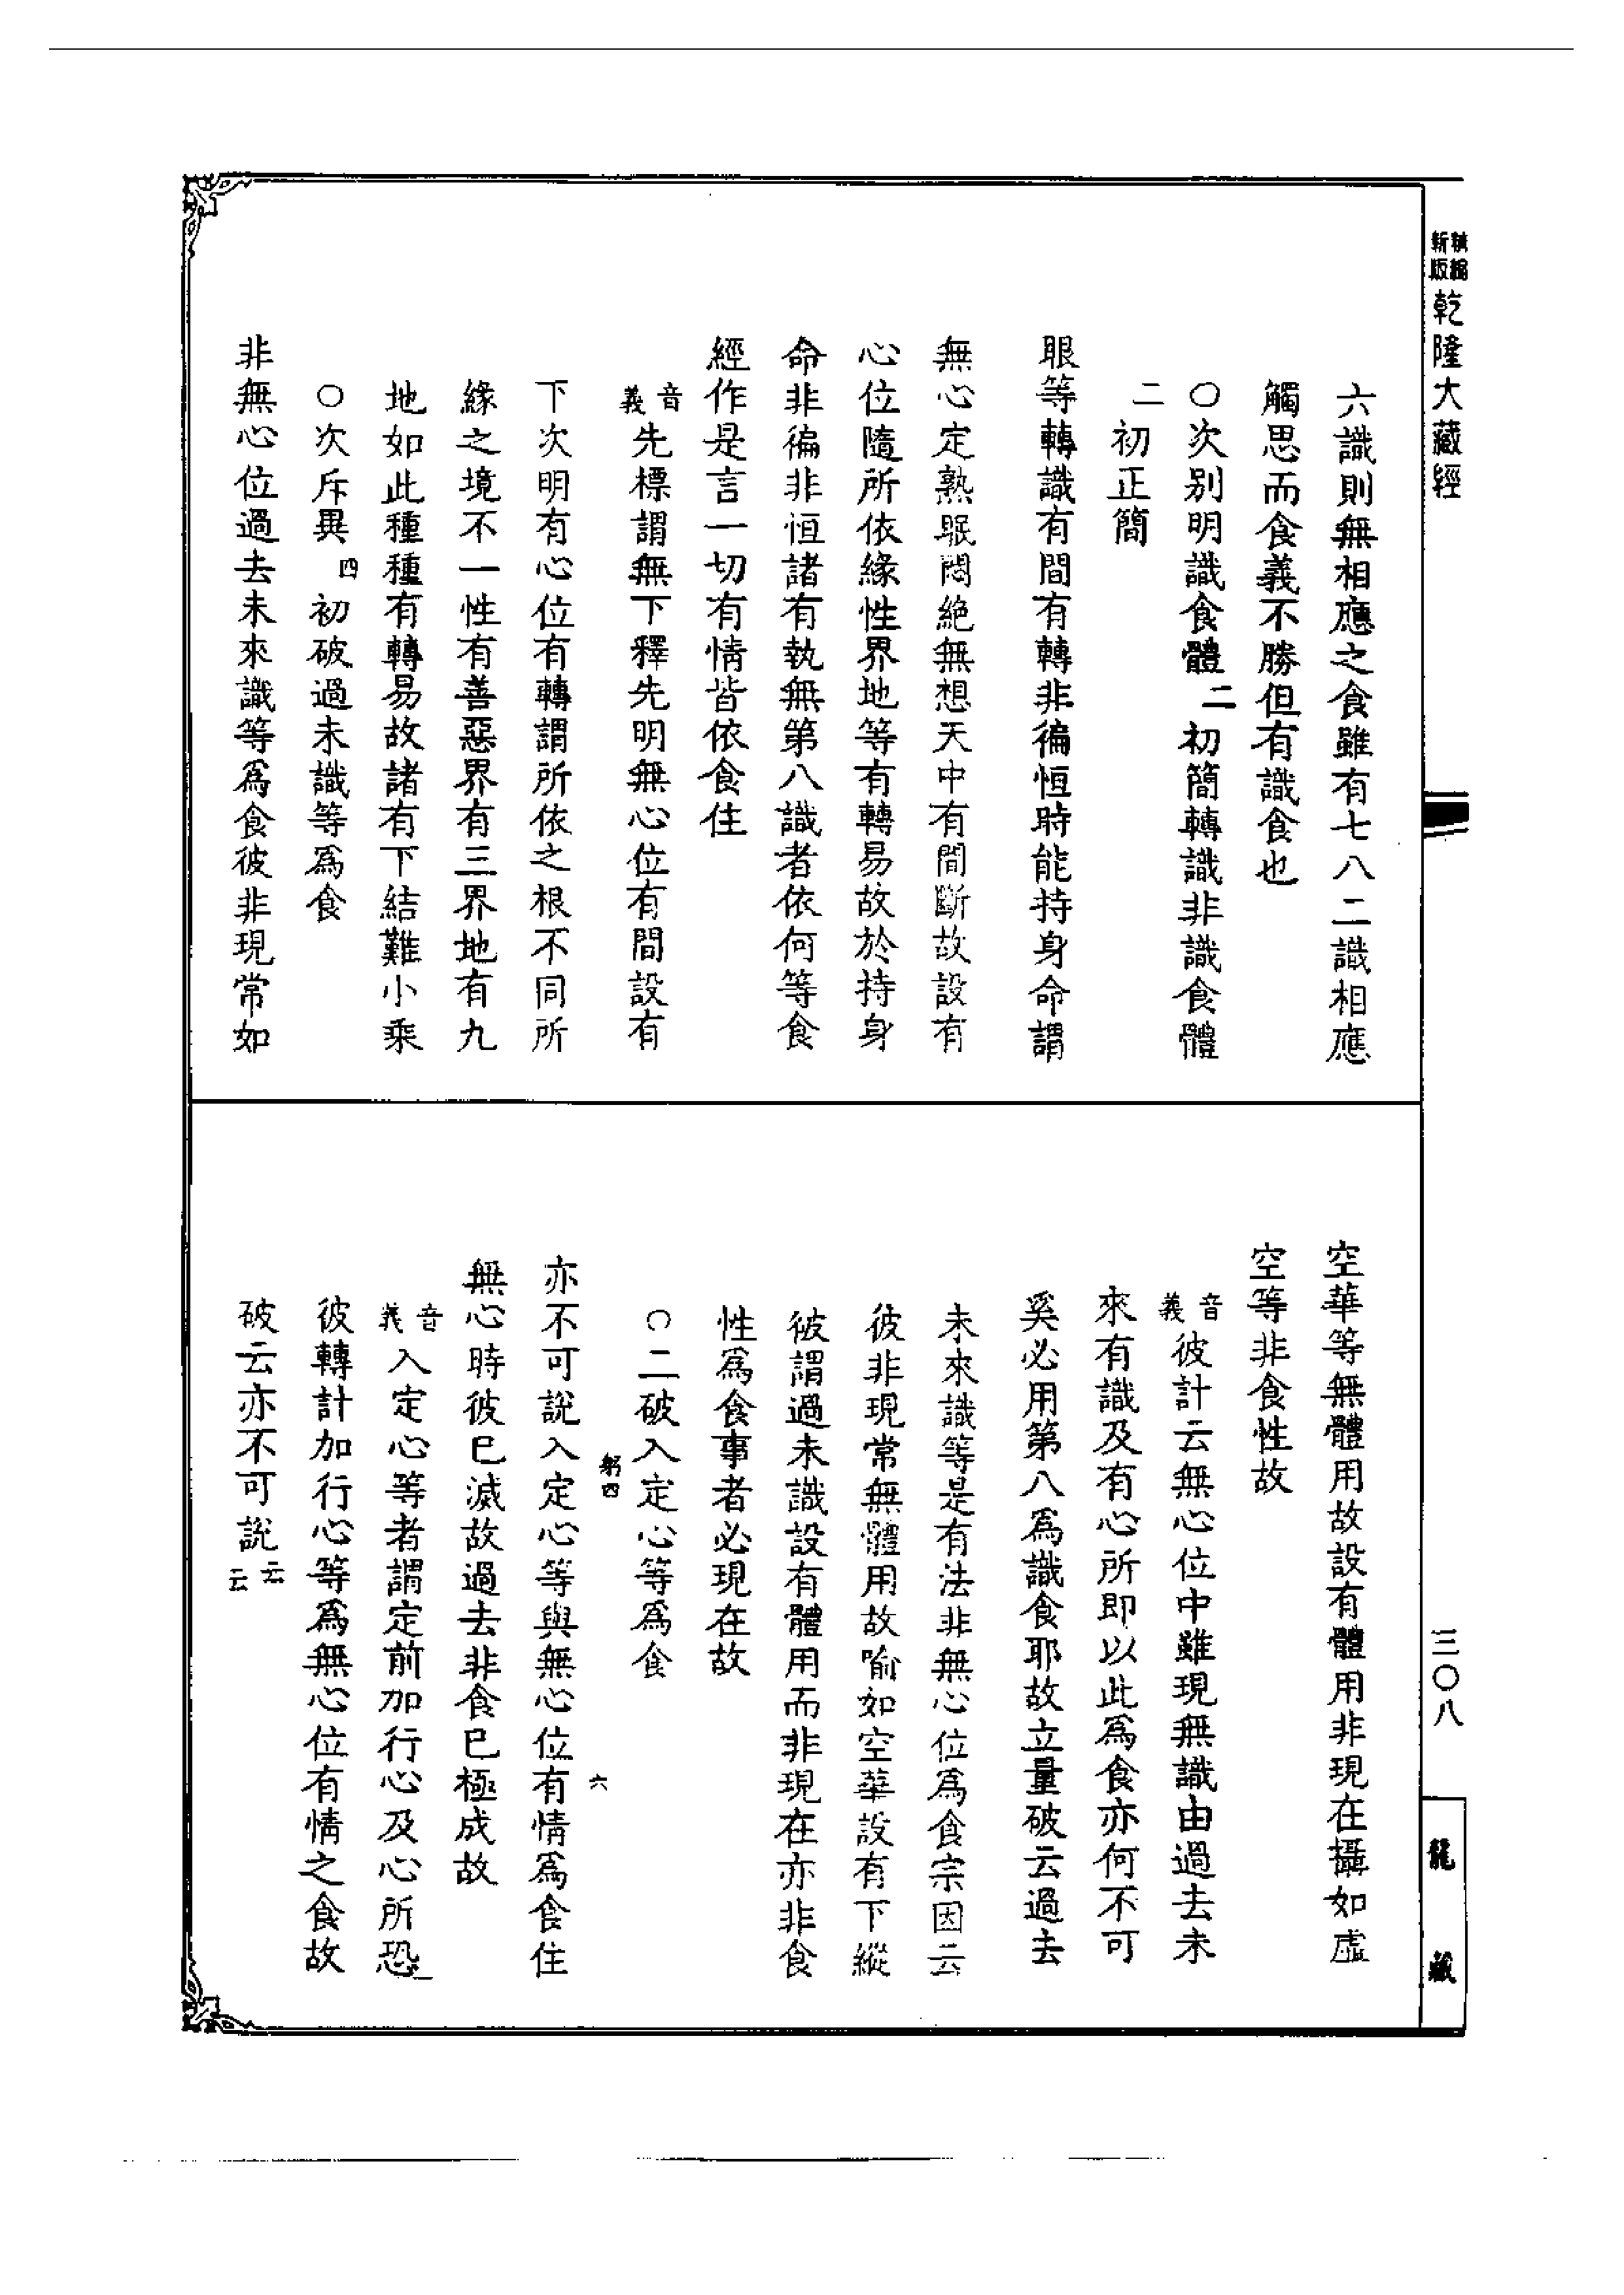 精編新版乾隆大藏經
六識則無相應之食雖有七八二識相應
觸思而食義不勝但有識食也
○次別明識食體二初簡轉識非識食體
二初正簡
眼等轉識有間有轉非徧恒時能持身命謂
無心定熟眠悶絕無想天中有間斷故設有
心位隨所依緣性界地等有轉易故於持身
命非徧非恒諸有執無第八識者依何等食
經作是言一切有情皆依食住
音義先標謂無下釋先明無心位有間設有
下次明有心位有轉謂所依之根不同所
緣之境不一性有善惡界有三界地有九
地如此種種有轉易故諸有下結難小乘
○次斥異四初破過未識等為食
非無心位過去未來識等為食彼非現常如
空華等無體用故設有體用非現在攝如虛
空等非食性故
音義彼計云無心位中雖現無識由過去未
來有識及有心所即以此為食亦何不可
奚必用第八為識食耶故立量破云過去
未來識等是有法非無心位為食宗因云
彼非現常無體用故喻如空華設有下縱
彼謂過未識設有體用而非現在亦非食
性為食事者必現在故
○二破入定心等為食
躬四
六
亦不可說入定心等與無心位有情為食住
無心時彼已滅故過去非食已極成故
音義入定心等者謂定前加行心及心所恐
彼轉計加行心等為無心位有情之食故
破云亦不可說云云
三〇八
龍藏